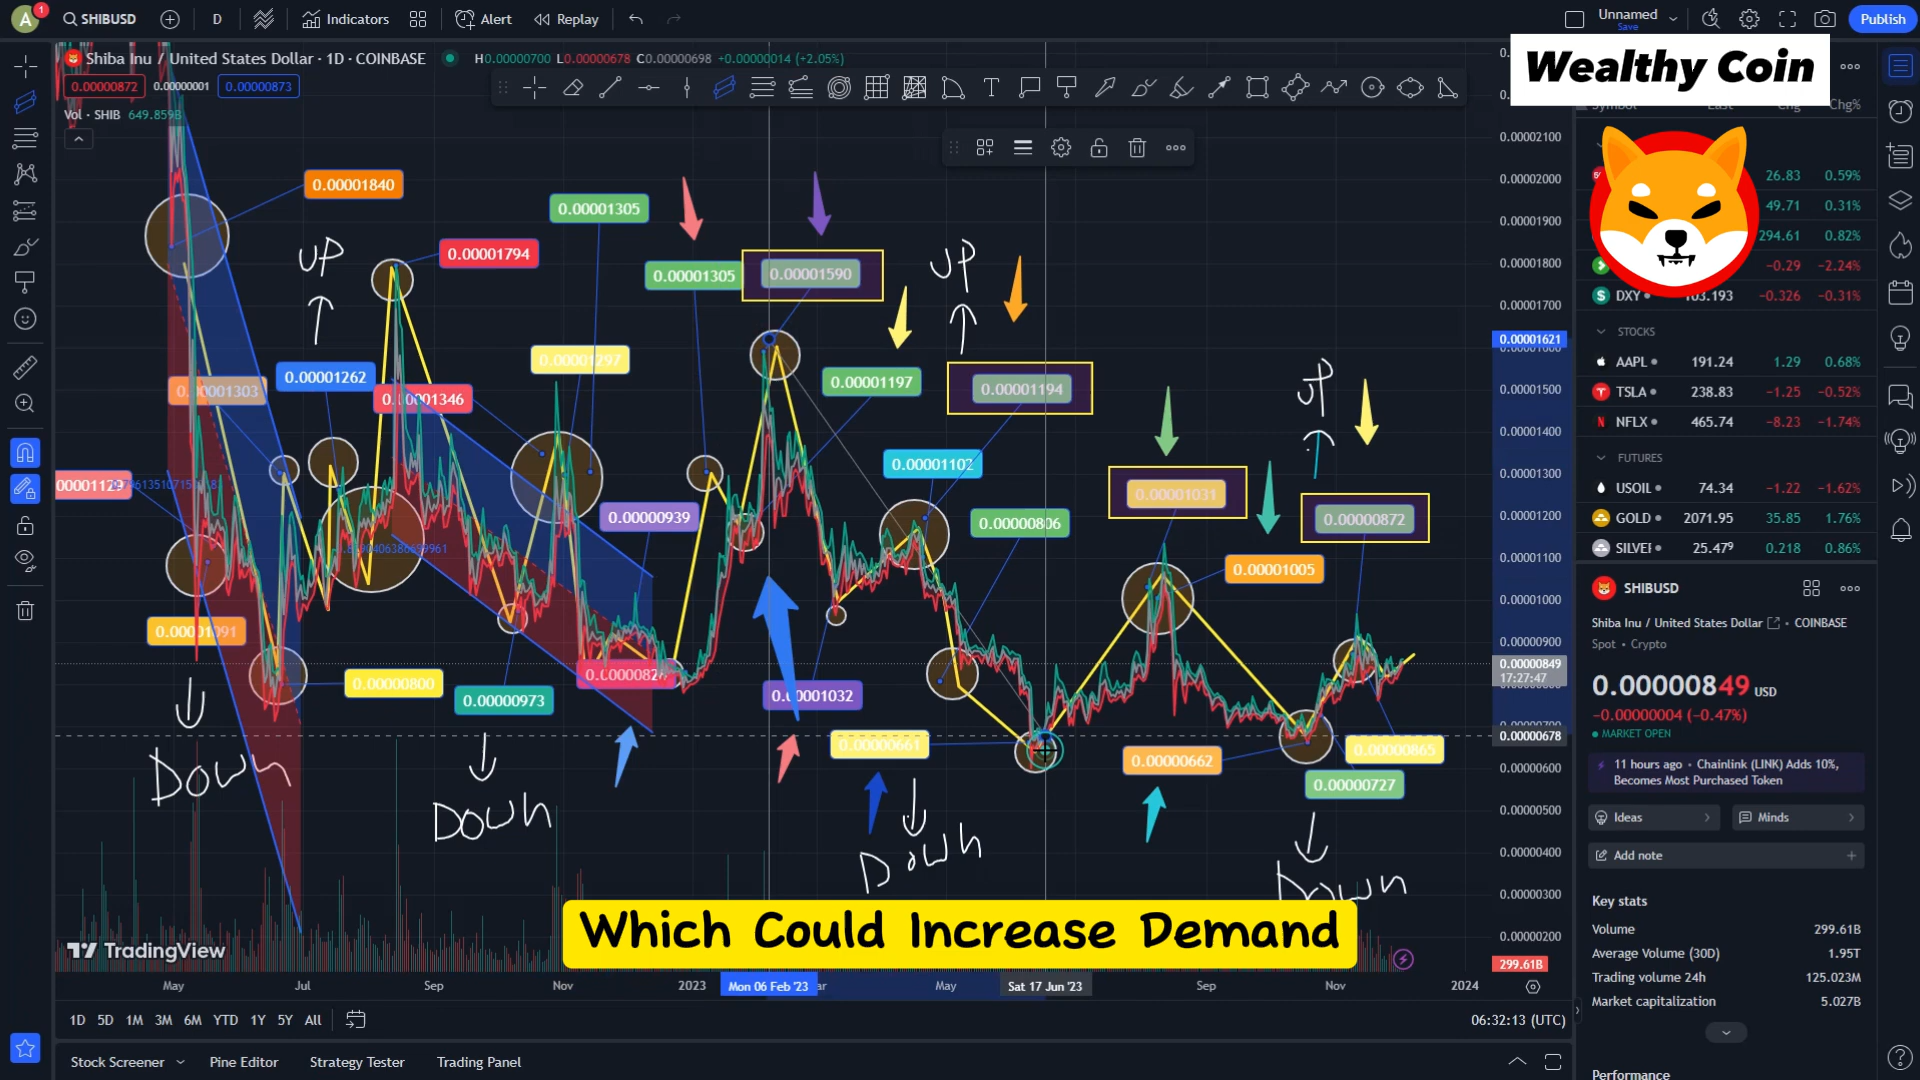 A
1
SHIBUSD
D
Indicators
Alert
Replay
Unnamed
Save
Publish
Shiba Inu / United States Dollar · 1D · COINBASE
H0.00000700 L0.00000678 C0.00000698 +0.00000014 (+2.05%)
0.00000872
0.00000001
0.00000873
Vol · SHIB 649.859B
Wealthy Coin
0.00001840
0.00001305
0.00001794
0.00001305
0.00001590
UP
UP
0.00001262
0.00001297
0.00001346
0.00001197
0.00001194
UP
0.00001102
0.00001031
0.00000939
0.00000806
0.00000872
0.00001005
0.00000800
0.00000973
0.00001032
0.00000661
0.00000662
0.00000865
0.00000727
Down
Down
Down
Down
Which Could Increase Demand
TradingView
0.00002100
0.00002000
0.00001900
0.00001800
0.00001700
0.00001621
0.00001500
0.00001400
0.00001300
0.00001200
0.00001100
0.00001000
0.00000900
0.00000849
17:27:47
0.00000678
0.00000600
0.00000500
0.00000400
0.00000300
0.00000200
299.61B
May
Jul
Sep
Nov
2023
Mon 06 Feb '23
May
Sat 17 Jun '23
Sep
Nov
2024
1D 5D 1M 3M 6M YTD 1Y 5Y All
06:32:13 (UTC)
Stock Screener
Pine Editor
Strategy Tester
Trading Panel
26.83 0.59%
49.71 0.31%
294.61 0.82%
−0.29 −2.24%
DXY 103.193 −0.326 −0.31%
STOCKS
AAPL 191.24 1.29 0.68%
TSLA 238.83 −1.25 −0.52%
NFLX 465.74 −8.23 −1.74%
FUTURES
USOIL 74.34 −1.22 −1.62%
GOLD 2071.95 35.85 1.76%
SILVER 25.479 0.218 0.86%
SHIBUSD
Shiba Inu / United States Dollar · COINBASE
Spot · Crypto
0.00000849 USD
−0.00000004 (−0.47%)
MARKET OPEN
11 hours ago · Chainlink (LINK) Adds 10%,
Becomes Most Purchased Token
Ideas
Minds
Add note
Key stats
Volume 299.61B
Average Volume (30D) 1.95T
Trading volume 24h 125.023M
Market capitalization 5.027B
Performance